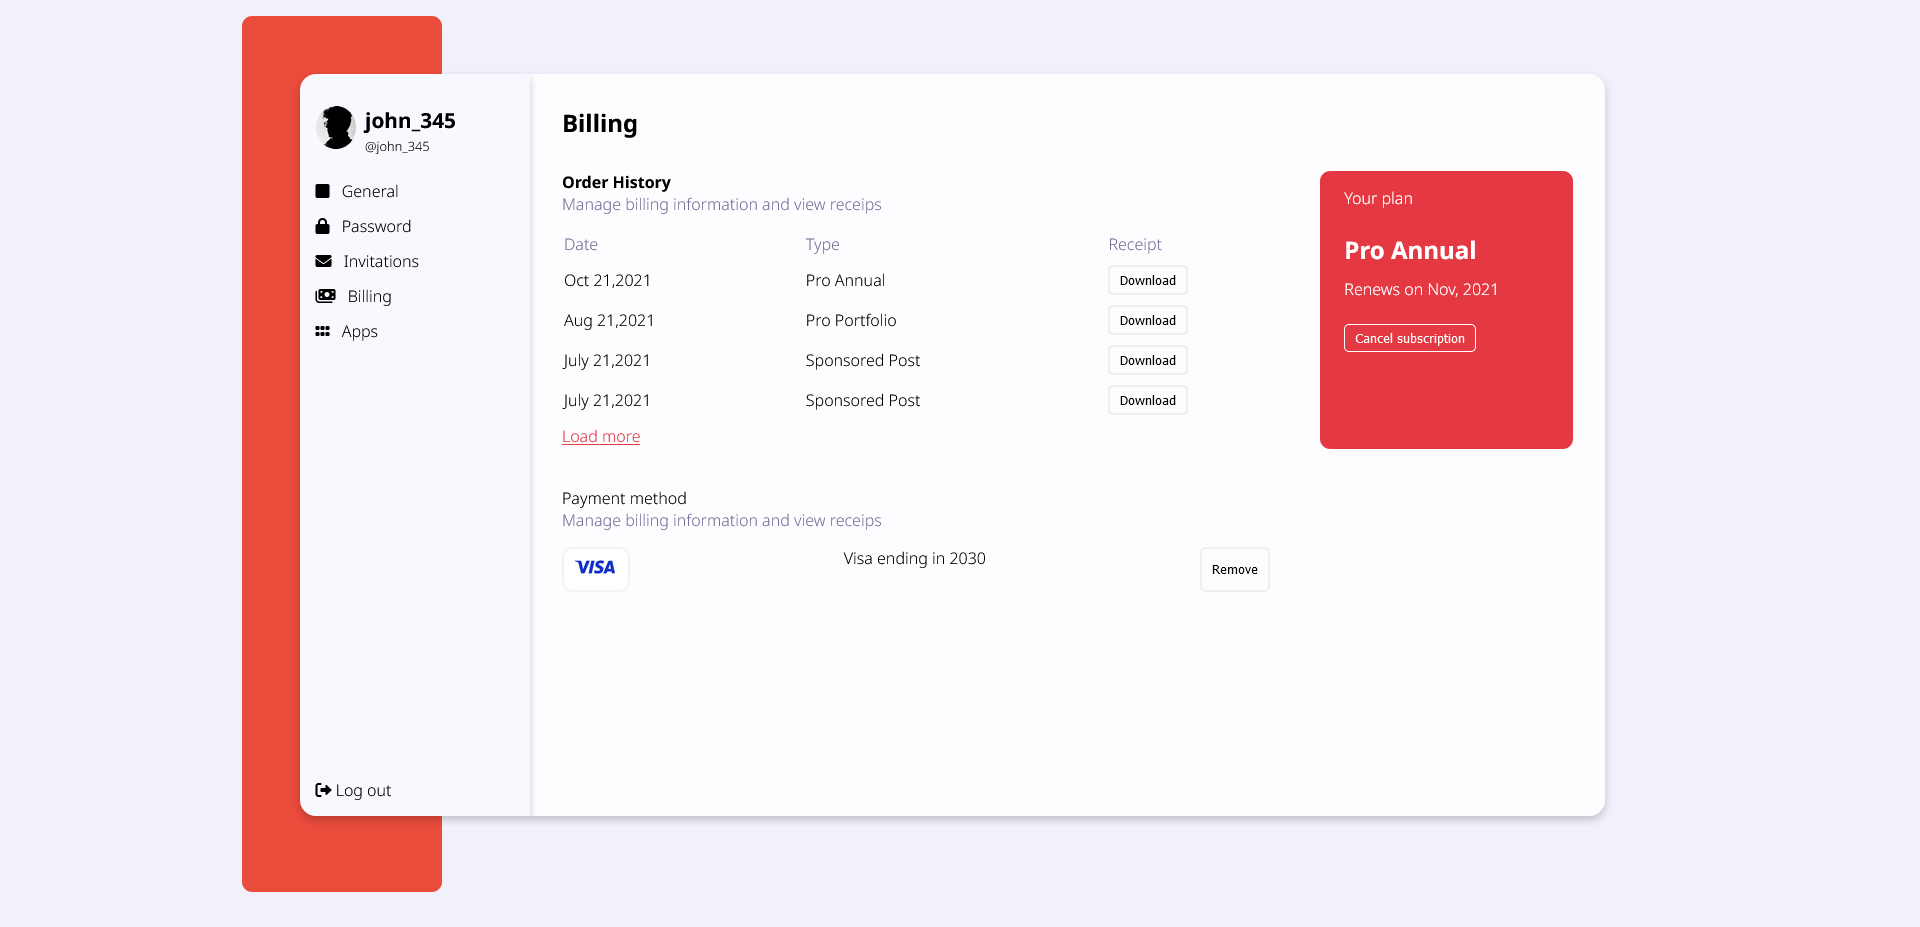 john_345
@john_345
General
Password
Invitations
Billing
Apps
Log out
Billing
Order History
Manage billing information and view receips
Date Type Receipt
Oct 21,2021 Pro Annual Download
Aug 21,2021 Pro Portfolio Download
July 21,2021 Sponsored Post Download
July 21,2021 Sponsored Post Download
Load more
Payment method
Manage billing information and view receips
VISA Visa ending in 2030 Remove
Your plan
Pro Annual
Renews on Nov, 2021
Cancel subscription